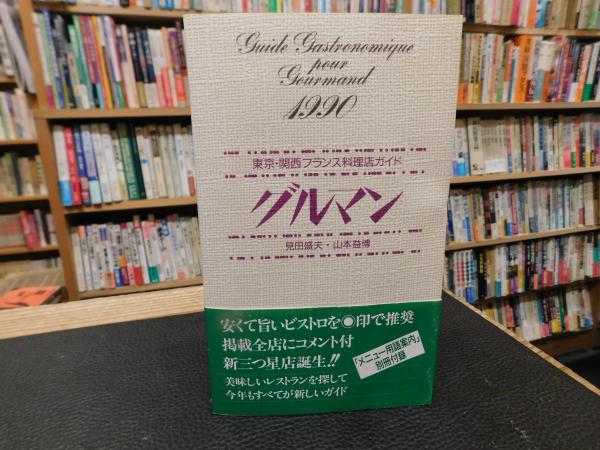 Guide Gastronomique
pour
Gourmand
1990
東京・関西フランス料理店ガイド
グルマン
見田盛夫・山本益博
安くて旨いビストロを◉印で推奨
掲載全店にコメント付
新三つ星店誕生!!
美味しいレストランを探して
今年もすべてが新しいガイド
「メニュー用語案内」
別冊付録